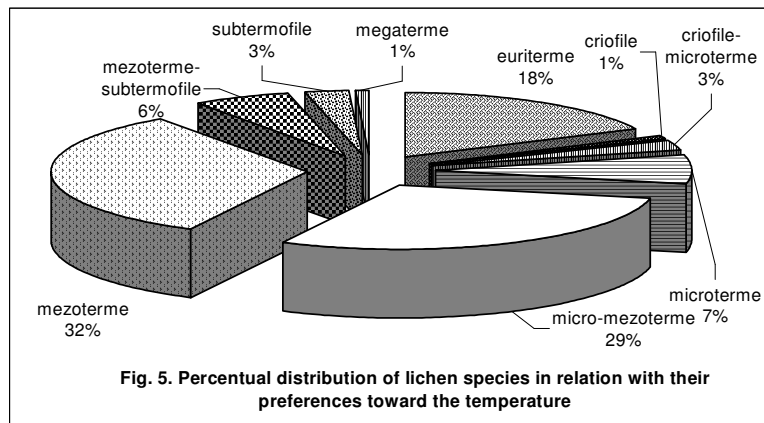 subtermofile
3%
megaterme
1%
euriterme
18%
criofile
1%
criofile-
microterme
3%
mezoterme-
subtermofile
6%
mezoterme
32%
micro-mezoterme
29%
microterme
7%
Fig. 5. Percentual distribution of lichen species in relation with their
preferences toward the temperature